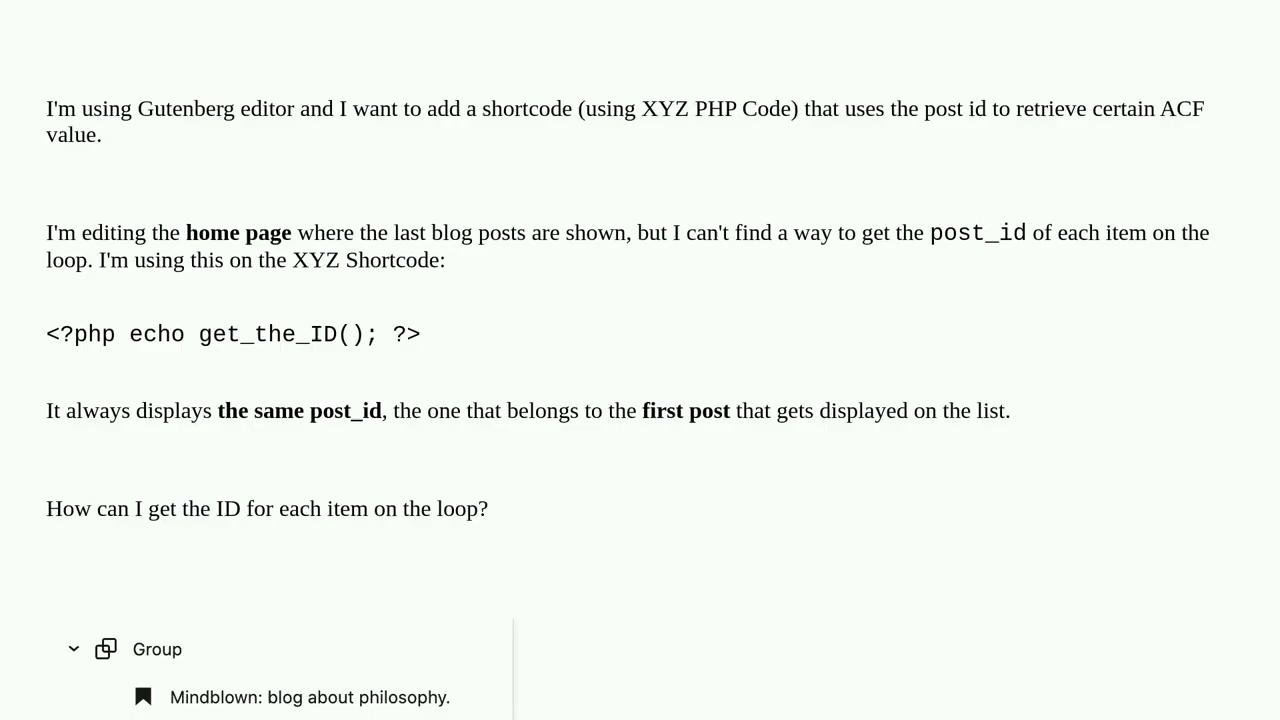 I'm using Gutenberg editor and I want to add a shortcode (using XYZ PHP Code) that uses the post id to retrieve certain ACF
value.
I'm editing the home page where the last blog posts are shown, but I can't find a way to get the post_id of each item on the
loop. I'm using this on the XYZ Shortcode:
<?php echo get_the_ID(); ?>
It always displays the same post_id, the one that belongs to the first post that gets displayed on the list.
How can I get the ID for each item on the loop?
Group
Mindblown: blog about philosophy.